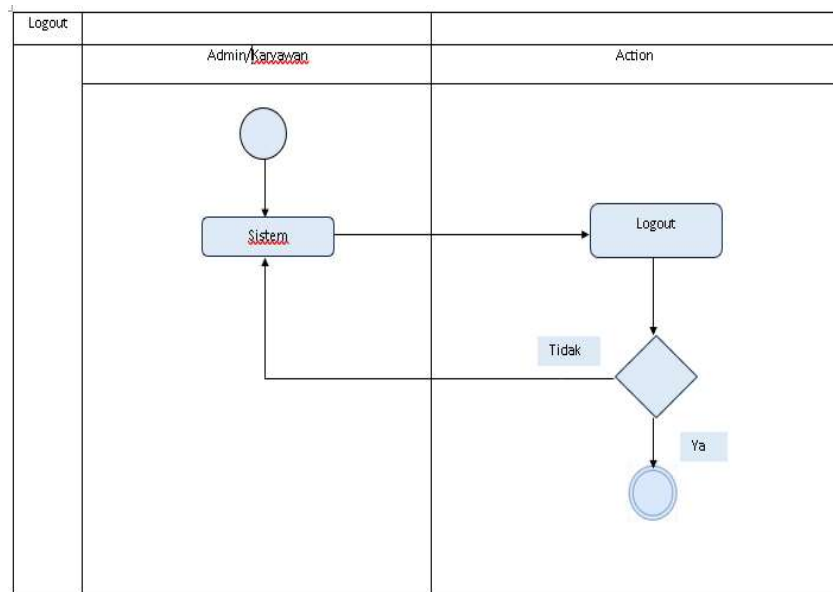 Logout
Admin/Karyawan
Action
Sistem
Logout
Tidak
Ya